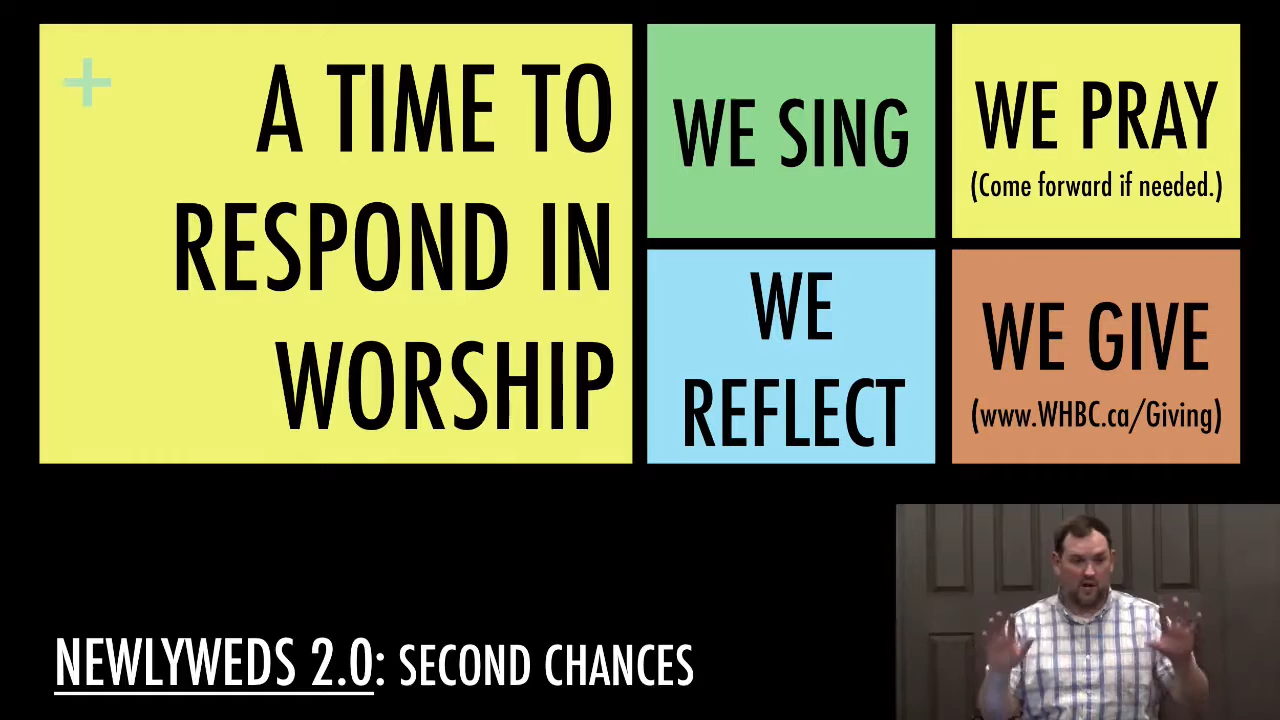 A TIME TO
RESPOND IN
WORSHIP
WE SING
WE PRAY
(Come forward if needed.)
WE
REFLECT
WE GIVE
(www.WHBC.ca/Giving)
NEWLYWEDS 2.0: SECOND CHANCES